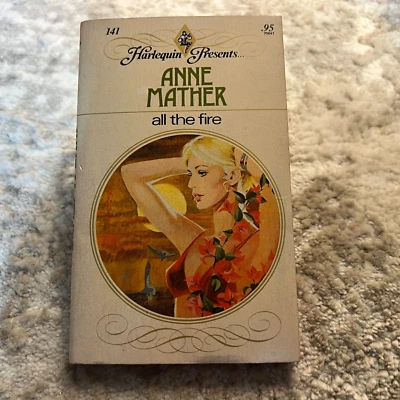 141
Harlequin Presents...
.95
ANNE
MATHER
all the fire